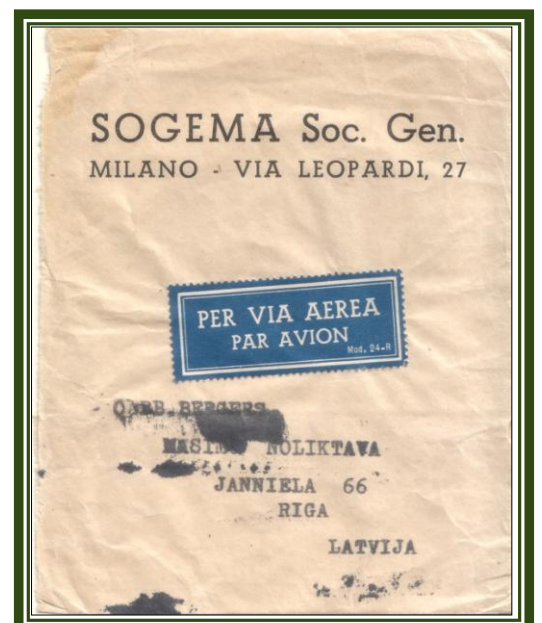 SOGEMA Soc. Gen.
MILANO - VIA LEOPARDI, 27
PER VIA AEREA
PAR AVION
Mod. 24-R
BERGERS
NOLIKTAVA
JANNIELA 66
RIGA
LATVIJA